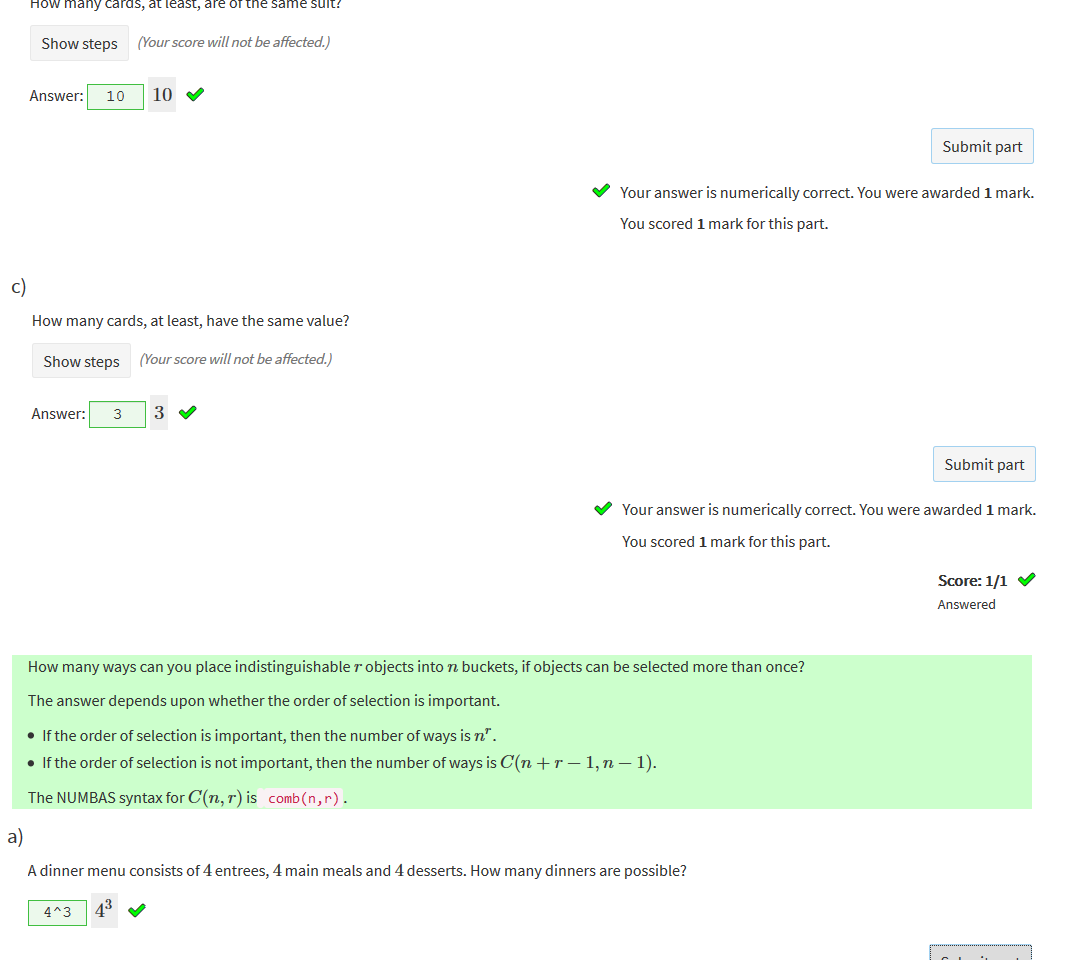 How many cards, at least, are of the same suit?
Show steps (Your score will not be affected.)
Answer: 10 10
Submit part
Your answer is numerically correct. You were awarded 1 mark.
You scored 1 mark for this part.
c)
How many cards, at least, have the same value?
Show steps (Your score will not be affected.)
Answer: 3 3
Submit part
Your answer is numerically correct. You were awarded 1 mark.
You scored 1 mark for this part.
Score: 1/1
Answered
How many ways can you place indistinguishable r objects into n buckets, if objects can be selected more than once?
The answer depends upon whether the order of selection is important.
• If the order of selection is important, then the number of ways is n^r.
• If the order of selection is not important, then the number of ways is C(n + r − 1, n − 1).
The NUMBAS syntax for C(n, r) is comb(n,r) .
a)
A dinner menu consists of 4 entrees, 4 main meals and 4 desserts. How many dinners are possible?
4^3 4³